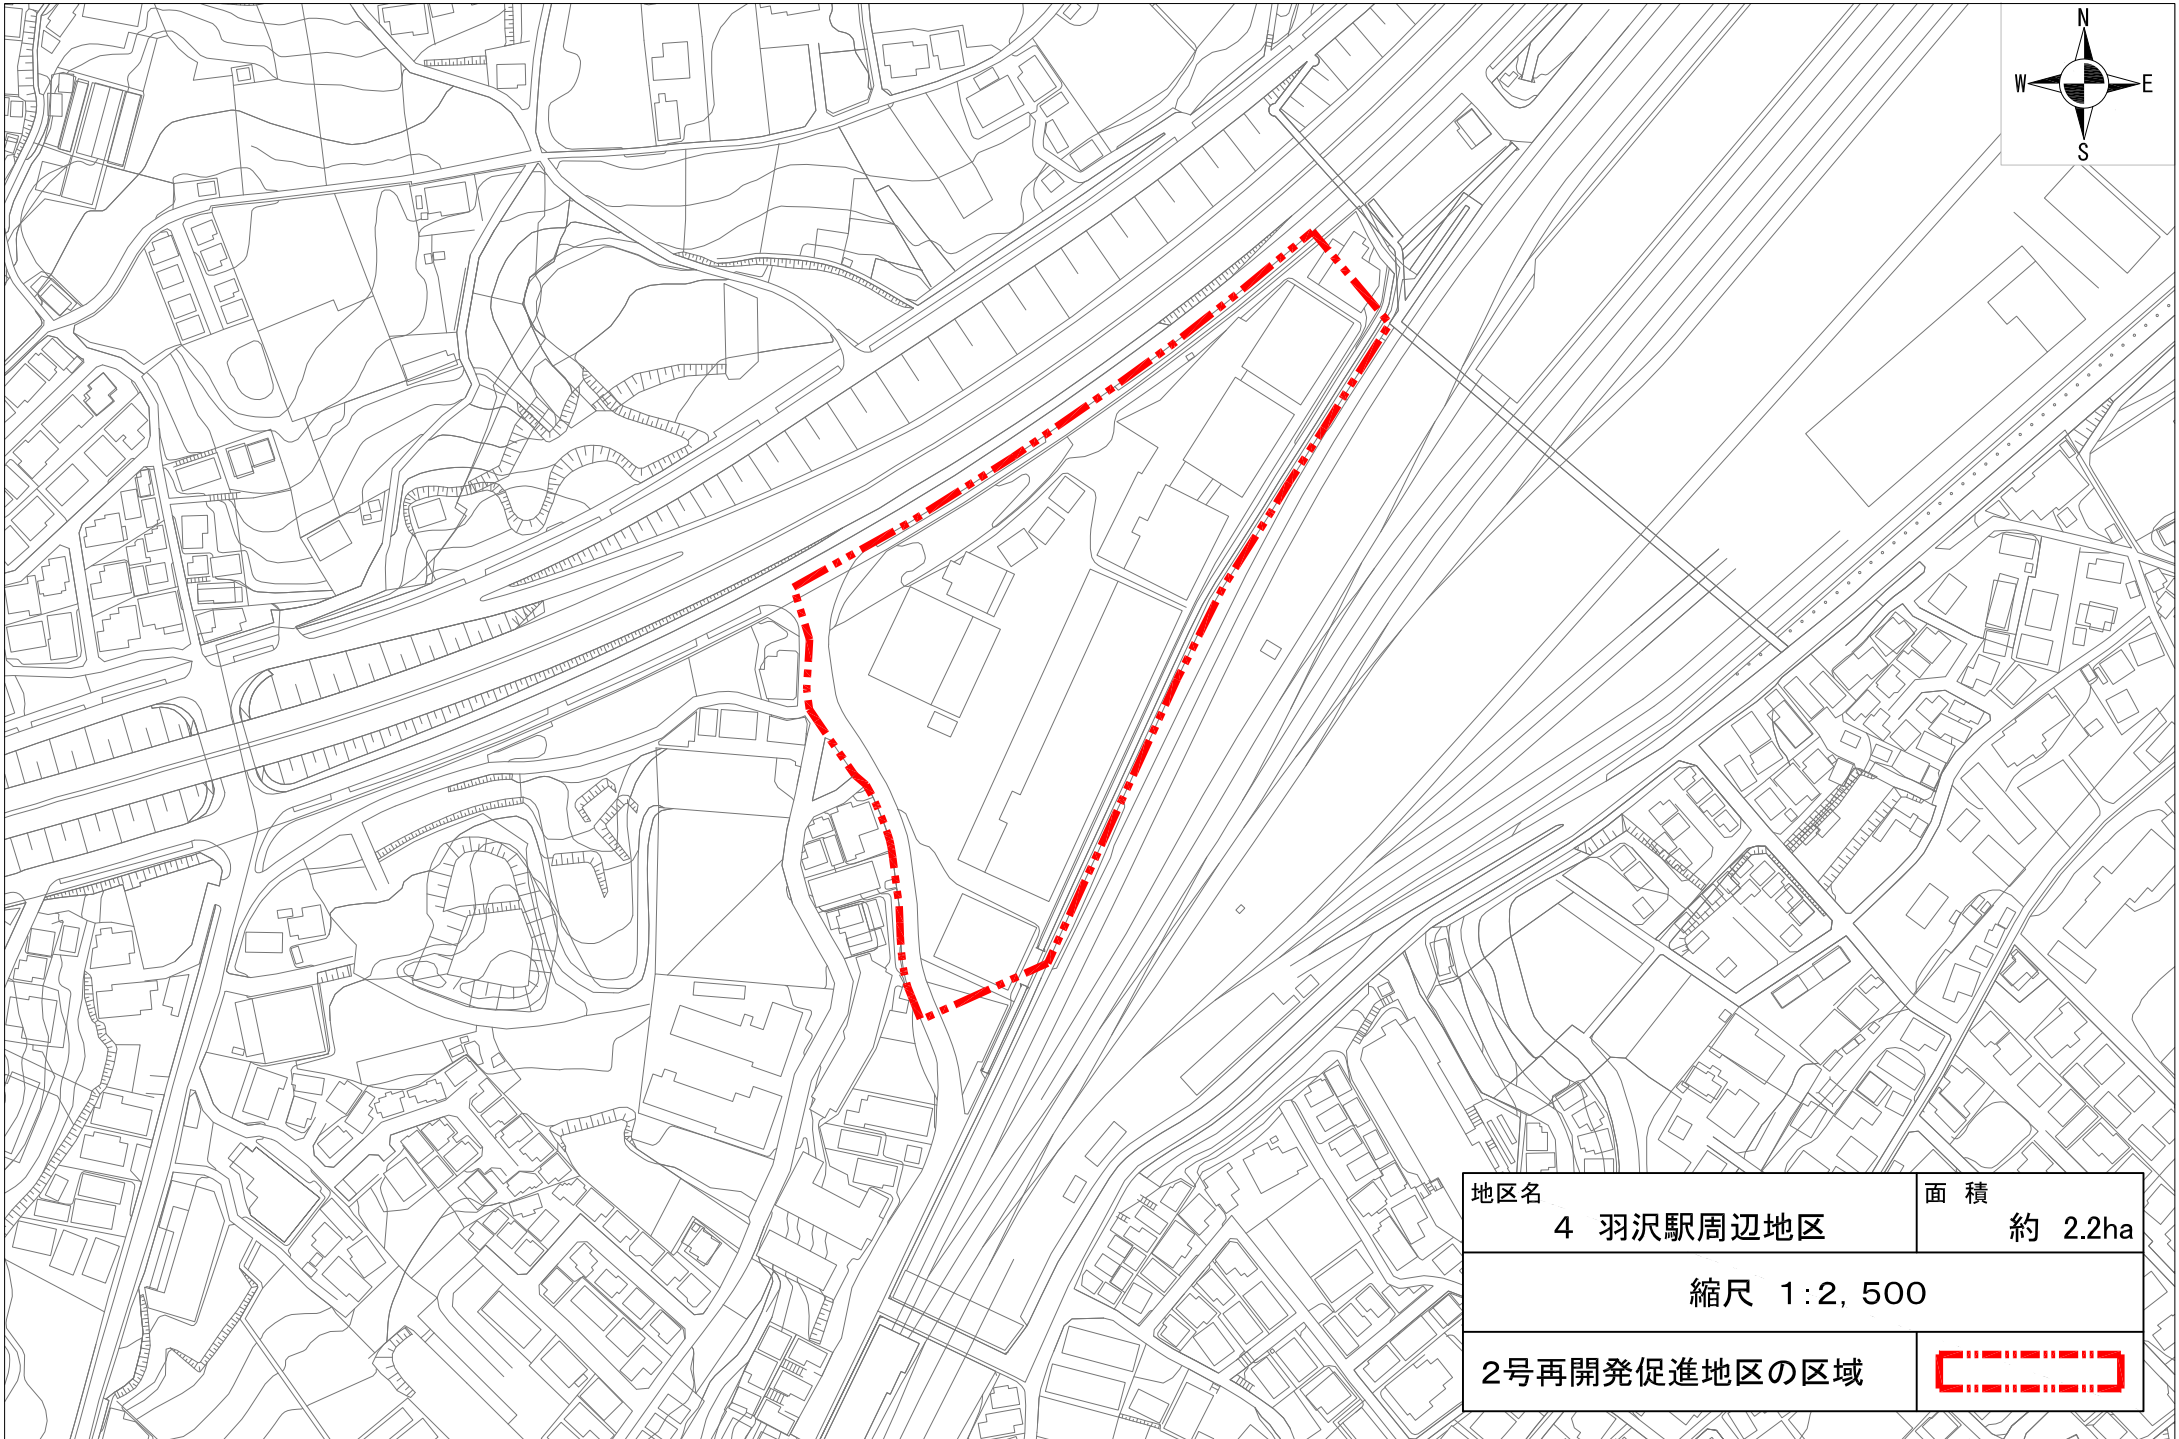 N
W E
S
地区名
4 羽沢駅周辺地区
面 積
約 2.2ha
縮尺 1:2,500
2号再開発促進地区の区域